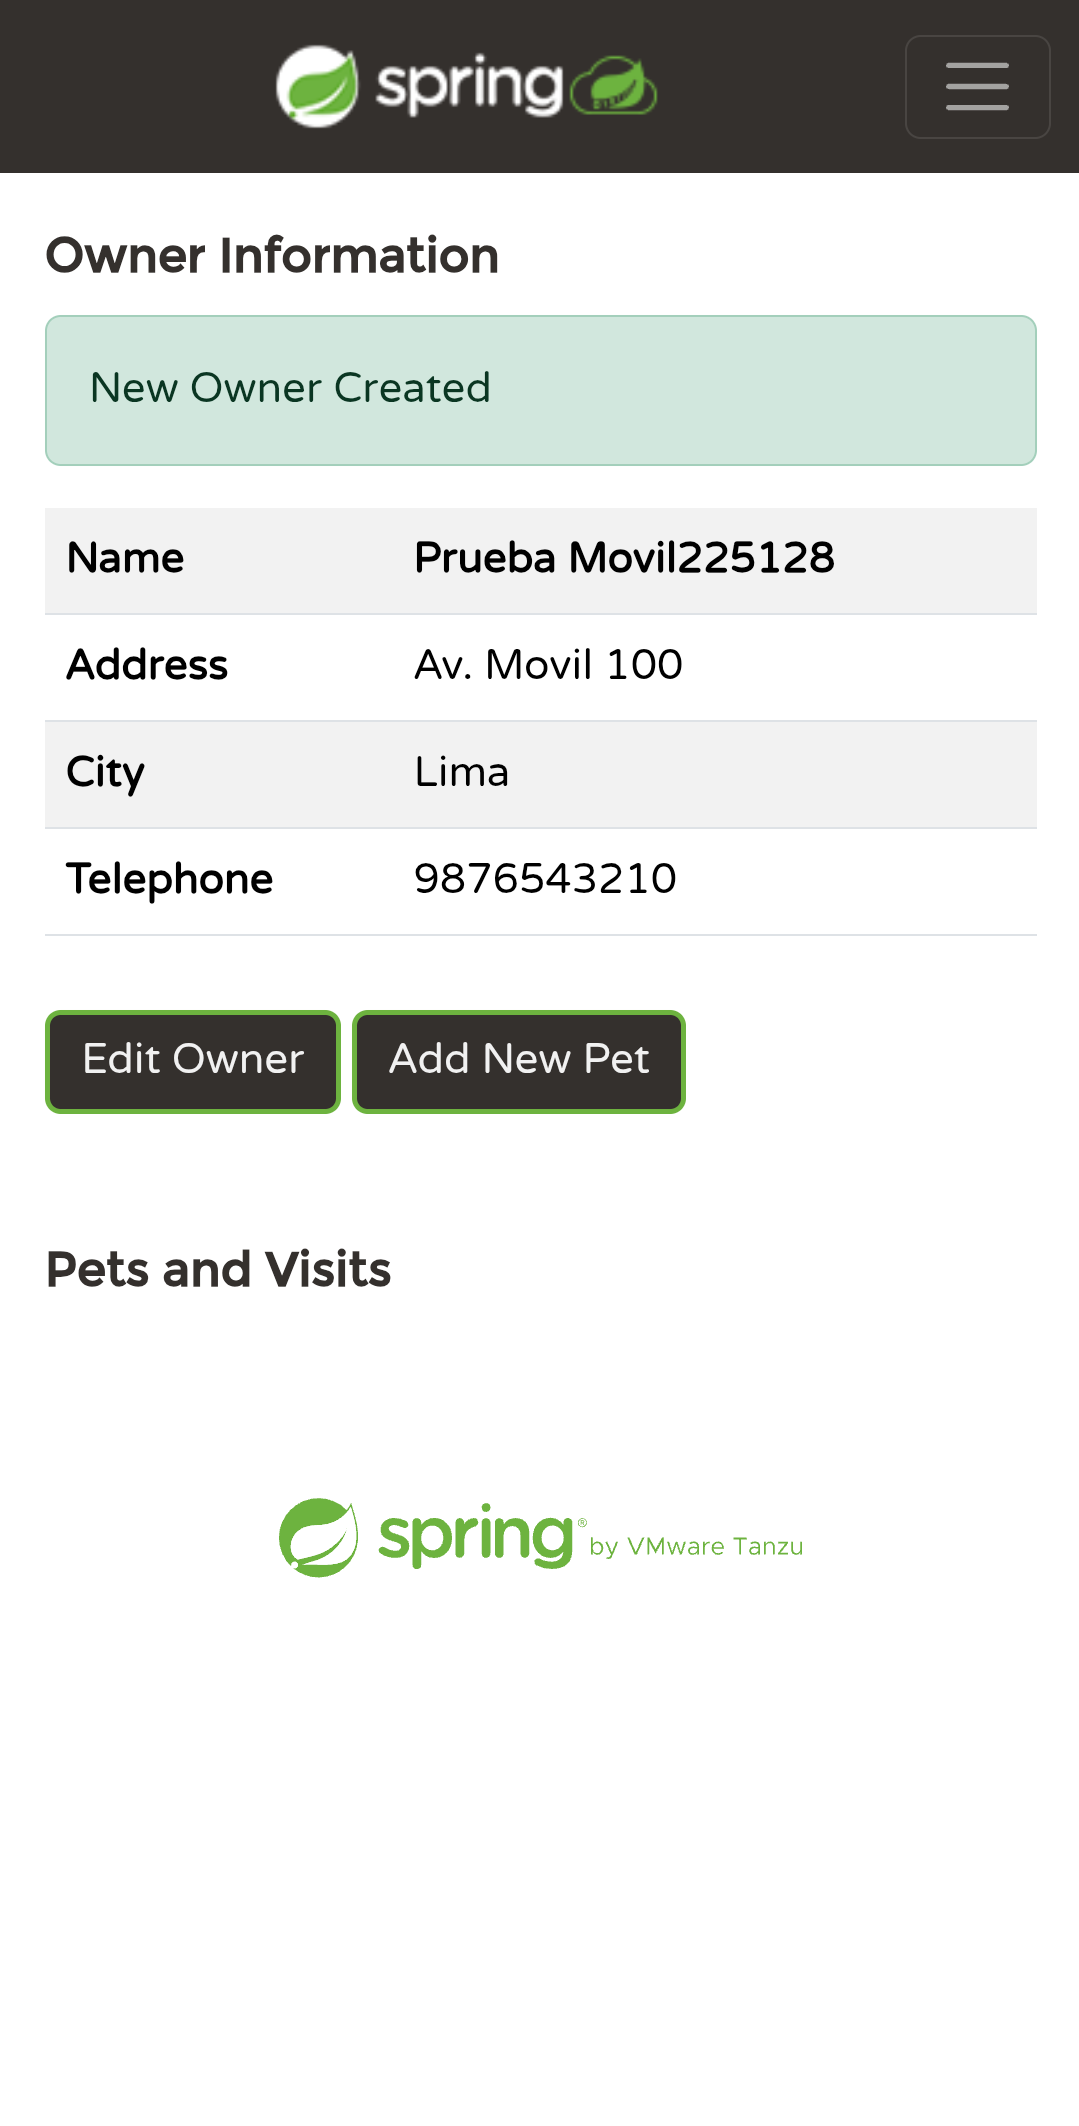 spring
Owner Information
New Owner Created
Name Prueba Movil225128
Address Av. Movil 100
City Lima
Telephone 9876543210
Edit Owner Add New Pet
Pets and Visits
spring® by VMware Tanzu